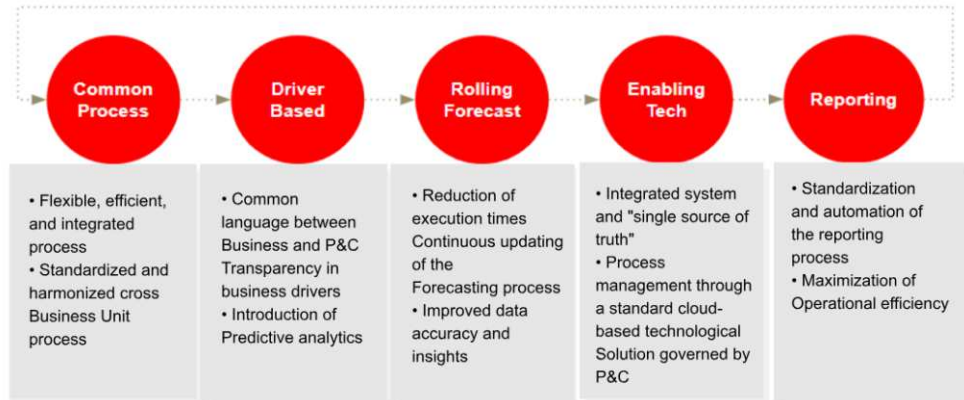 Common
Process
Driver
Based
Rolling
Forecast
Enabling
Tech
Reporting
• Flexible, efficient,
and integrated
process
• Standardized and
harmonized cross
Business Unit
process
• Common
language between
Business and P&C
Transparency in
business drivers
• Introduction of
Predictive analytics
• Reduction of
execution times
Continuous updating
of the
Forecasting process
• Improved data
accuracy and
insights
• Integrated system
and "single source of
truth"
• Process
management through
a standard cloud-
based technological
Solution governed by
P&C
• Standardization
and automation of
the reporting
process
• Maximization of
Operational efficiency